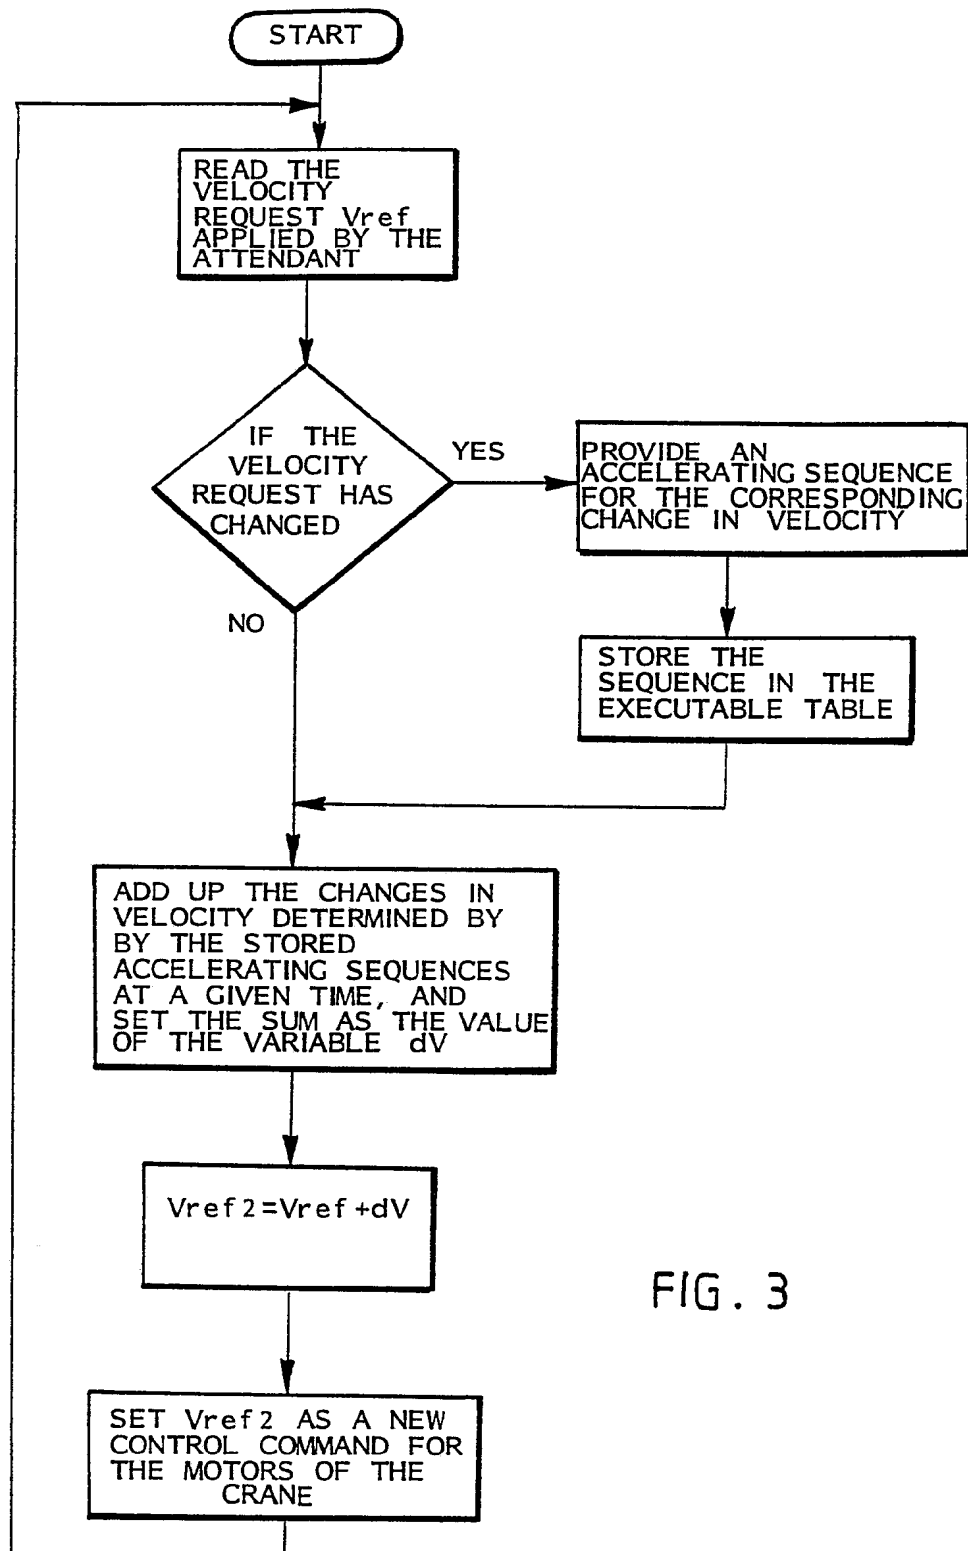 START
READ THE
VELOCITY
REQUEST Vref
APPLIED BY THE
ATTENDANT
IF THE
VELOCITY
REQUEST HAS
CHANGED
YES
NO
PROVIDE AN
ACCELERATING SEQUENCE
FOR THE CORRESPONDING
CHANGE IN VELOCITY
STORE THE
SEQUENCE IN THE
EXECUTABLE TABLE
ADD UP THE CHANGES IN
VELOCITY DETERMINED BY
BY THE STORED
ACCELERATING SEQUENCES
AT A GIVEN TIME, AND
SET THE SUM AS THE VALUE
OF THE VARIABLE dV
Vref2=Vref+dV
SET Vref2 AS A NEW
CONTROL COMMAND FOR
THE MOTORS OF THE
CRANE
FIG. 3